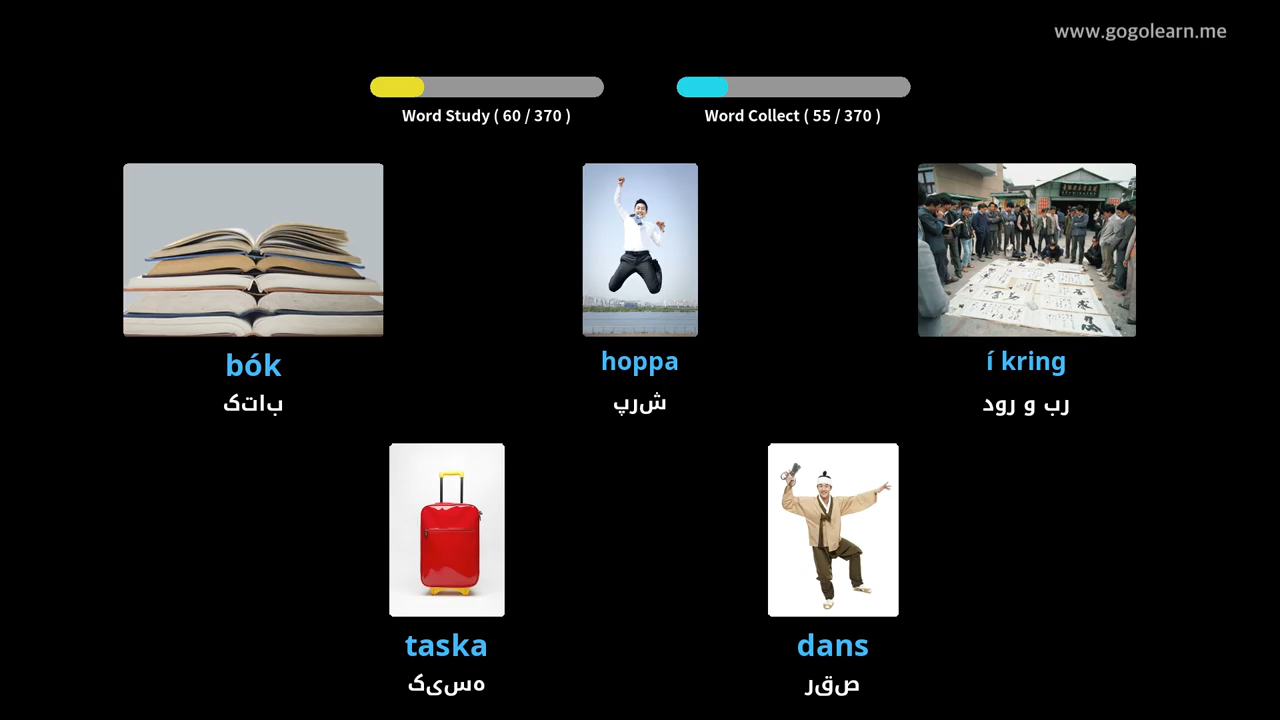 www.gogolearn.me
Word Study ( 60 / 370 )
Word Collect ( 55 / 370 )
bók
باتک
hoppa
شرپ
í kring
رب و رود
taska
هسیک
dans
صقر